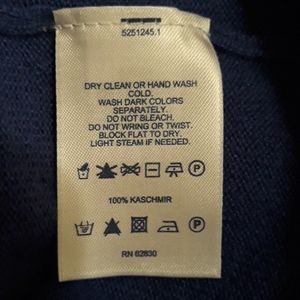 5251245.1
DRY CLEAN OR HAND WASH
COLD.
WASH DARK COLORS
SEPARATELY.
DO NOT BLEACH.
DO NOT WRING OR TWIST.
BLOCK FLAT TO DRY.
LIGHT STEAM IF NEEDED.
P
100% KASCHMIR
P
RN 62830